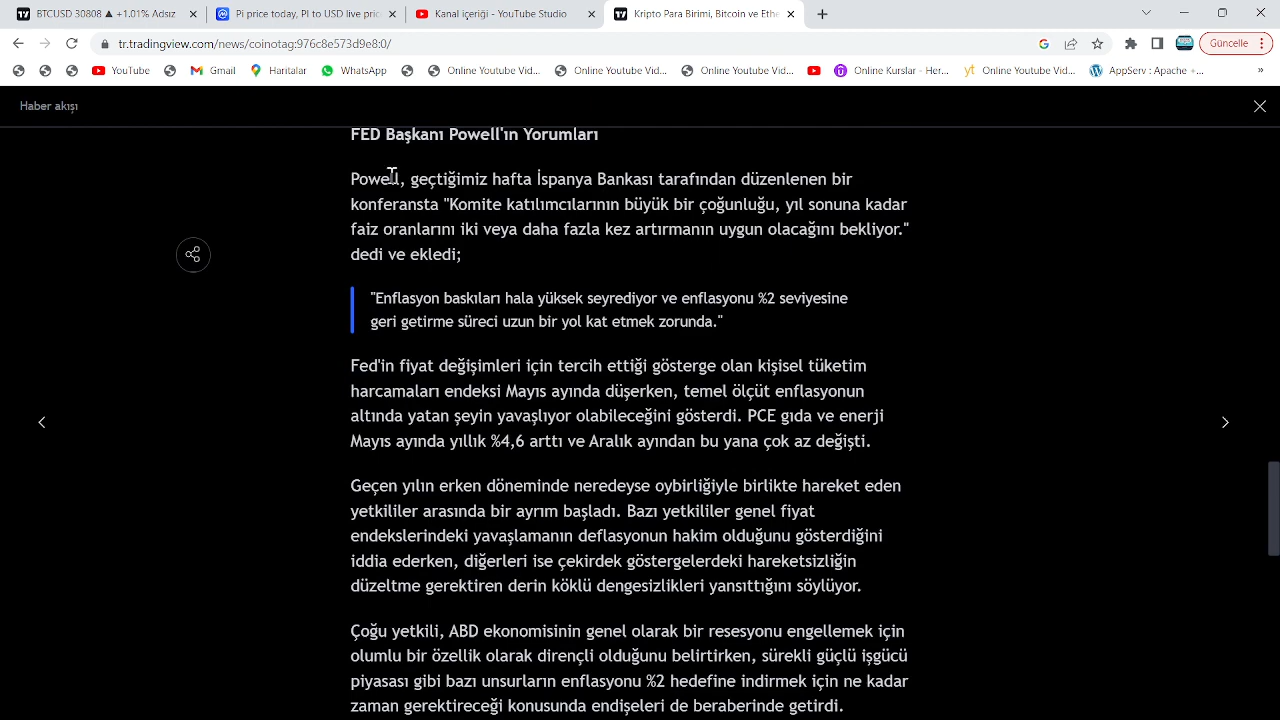 BTCUSD 30808 ▲ +1.01% Adsız
Pi price today, PI to USD live pric
Kanal içeriği - YouTube Studio
Kripto Para Birimi, Bitcoin ve Ethe
tr.tradingview.com/news/coinotag:976c8e573d9e8:0/
Güncelle
YouTube
Gmail
Haritalar
WhatsApp
Online Youtube Vid...
Online Youtube Vid...
Online Youtube Vid...
Online Kurslar - Her...
yt Online Youtube Vid...
AppServ : Apache +...
»
Haber akışı
FED Başkanı Powell'ın Yorumları
Powell, geçtiğimiz hafta İspanya Bankası tarafından düzenlenen bir
konferansta "Komite katılımcılarının büyük bir çoğunluğu, yıl sonuna kadar
faiz oranlarını iki veya daha fazla kez artırmanın uygun olacağını bekliyor."
dedi ve ekledi;
"Enflasyon baskıları hala yüksek seyrediyor ve enflasyonu %2 seviyesine
geri getirme süreci uzun bir yol kat etmek zorunda."
Fed'in fiyat değişimleri için tercih ettiği gösterge olan kişisel tüketim
harcamaları endeksi Mayıs ayında düşerken, temel ölçüt enflasyonun
altında yatan şeyin yavaşlıyor olabileceğini gösterdi. PCE gıda ve enerji
Mayıs ayında yıllık %4,6 arttı ve Aralık ayından bu yana çok az değişti.
Geçen yılın erken döneminde neredeyse oybirliğiyle birlikte hareket eden
yetkililer arasında bir ayrım başladı. Bazı yetkililer genel fiyat
endekslerindeki yavaşlamanın deflasyonun hakim olduğunu gösterdiğini
iddia ederken, diğerleri ise çekirdek göstergelerdeki hareketsizliğin
düzeltme gerektiren derin köklü dengesizlikleri yansıttığını söylüyor.
Çoğu yetkili, ABD ekonomisinin genel olarak bir resesyonu engellemek için
olumlu bir özellik olarak dirençli olduğunu belirtirken, sürekli güçlü işgücü
piyasası gibi bazı unsurların enflasyonu %2 hedefine indirmek için ne kadar
zaman gerektireceği konusunda endişeleri de beraberinde getirdi.